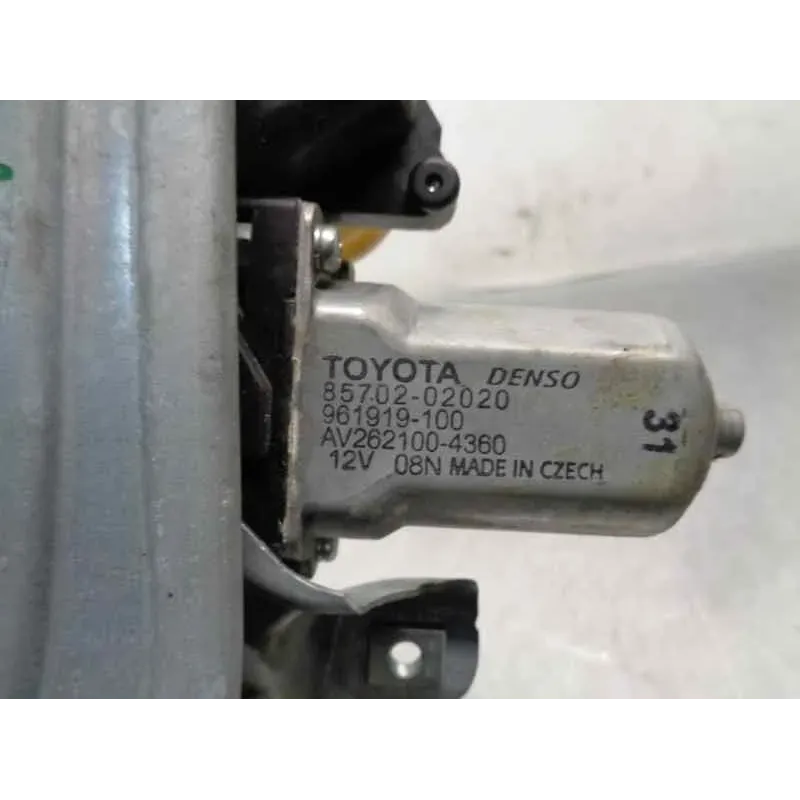 TOYOTA DENSO
85702-02020
961919-100
AV262100-4360
12V 08N MADE IN CZECH
31